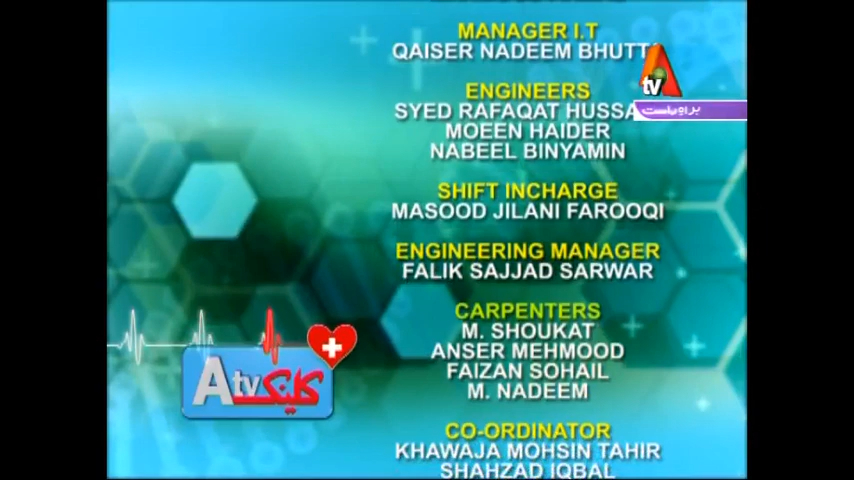 MANAGER I.T
QAISER NADEEM BHUTT
ENGINEERS
SYED RAFAQAT HUSSA
MOEEN HAIDER
NABEEL BINYAMIN
SHIFT INCHARGE
MASOOD JILANI FAROOQI
ENGINEERING MANAGER
FALIK SAJJAD SARWAR
CARPENTERS
M. SHOUKAT
ANSER MEHMOOD
FAIZAN SOHAIL
M. NADEEM
CO-ORDINATOR
KHAWAJA MOHSIN TAHIR
SHAHZAD IQBAL
Atv
براہ راست
Atv کلینک